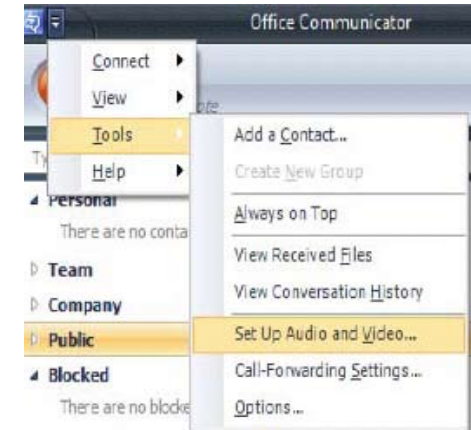 Office Communicator
Connect
View
Tools
Help
Add a Contact...
Create New Group
Always on Top
View Received Files
View Conversation History
Set Up Audio and Video...
Call-Forwarding Settings...
Options...
Personal
There are no conta
Team
Company
Public
Blocked
There are no blocke